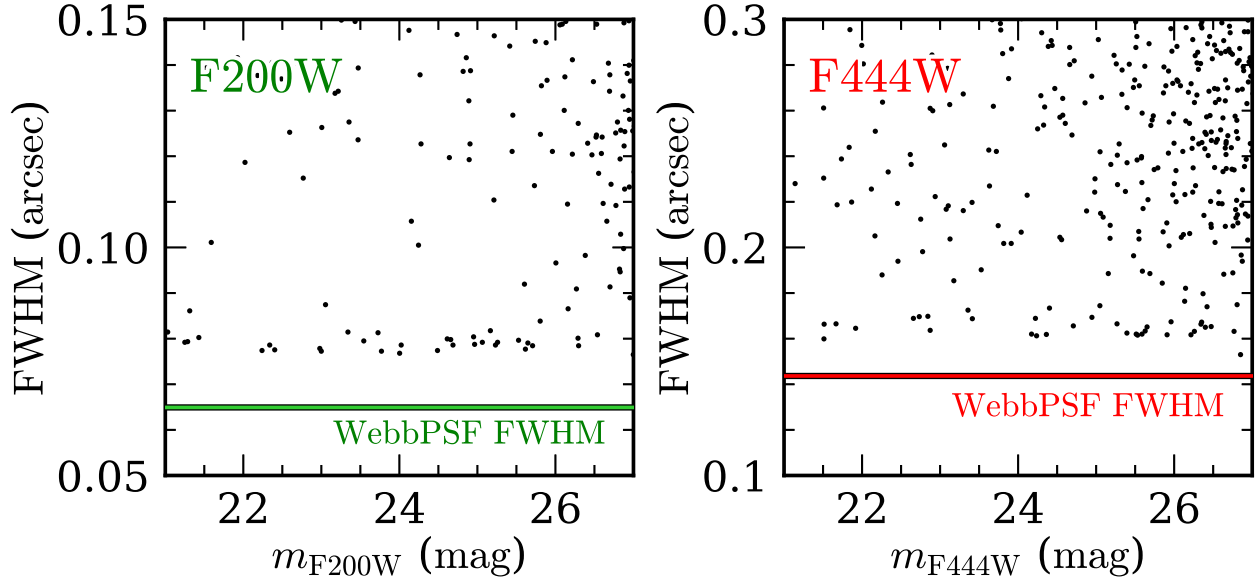 0.15
0.10
0.05
FWHM (arcsec)
F200W
WebbPSF FWHM
22 24 26
m_F200W (mag)
0.3
0.2
0.1
FWHM (arcsec)
F444W
WebbPSF FWHM
22 24 26
m_F444W (mag)